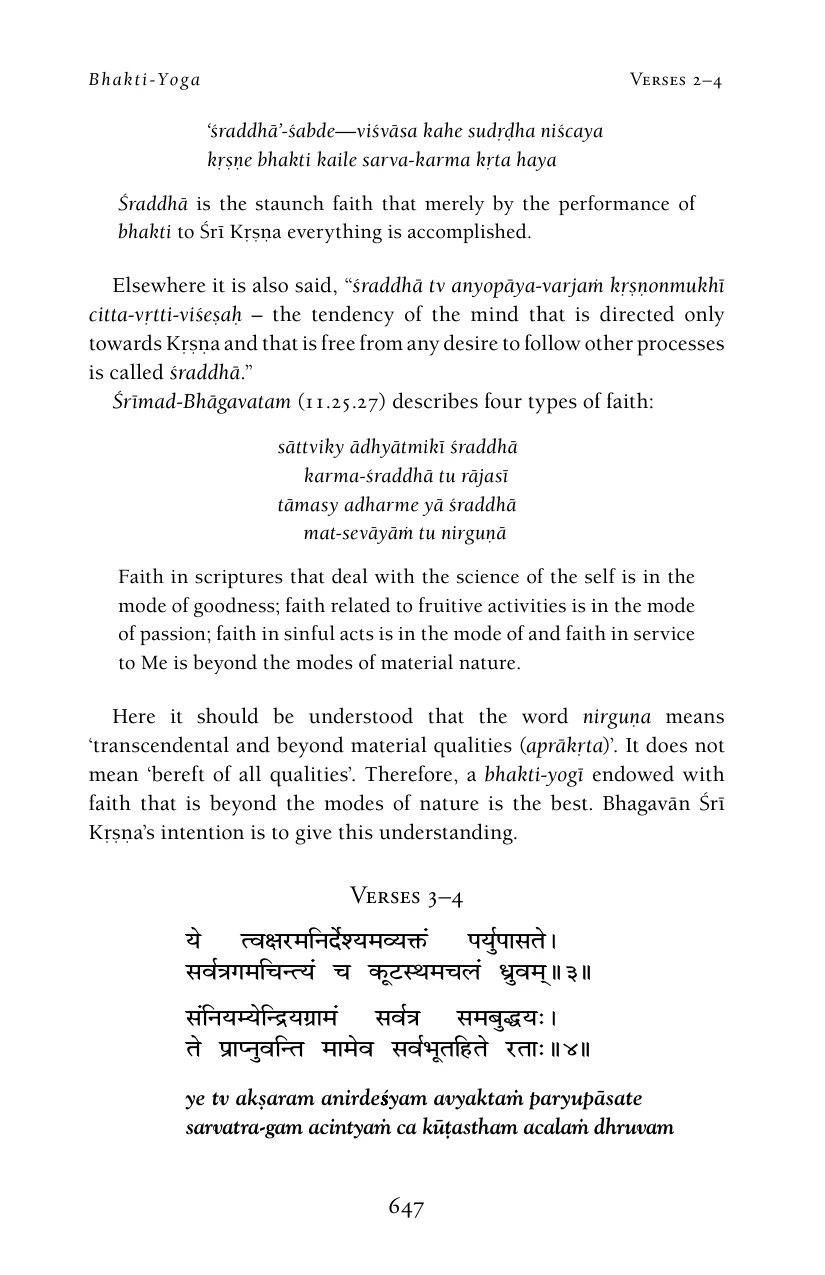 Bhakti-Yoga Verses 2–4
‘śraddhā’-śabde—viśvāsa kahe sudṛḍha niścaya
kṛṣṇe bhakti kaile sarva-karma kṛta haya
Śraddhā is the staunch faith that merely by the performance of
bhakti to Śrī Kṛṣṇa everything is accomplished.
Elsewhere it is also said, “śraddhā tv anyopāya-varjaṁ kṛṣṇonmukhī
citta-vṛtti-viśeṣaḥ – the tendency of the mind that is directed only
towards Kṛṣṇa and that is free from any desire to follow other processes
is called śraddhā.”
Śrīmad-Bhāgavatam (11.25.27) describes four types of faith:
sāttviky ādhyātmikī śraddhā
karma-śraddhā tu rājasī
tāmasy adharme yā śraddhā
mat-sevāyāṁ tu nirguṇā
Faith in scriptures that deal with the science of the self is in the
mode of goodness; faith related to fruitive activities is in the mode
of passion; faith in sinful acts is in the mode of and faith in service
to Me is beyond the modes of material nature.
Here it should be understood that the word nirguṇa means
‘transcendental and beyond material qualities (aprākṛta)’. It does not
mean ‘bereft of all qualities’. Therefore, a bhakti-yogī endowed with
faith that is beyond the modes of nature is the best. Bhagavān Śrī
Kṛṣṇa’s intention is to give this understanding.
Verses 3–4
ये त्वक्षरमनिर्देश्यमव्यक्तं पर्युपासते।
सर्वत्रगमचिन्त्यं च कूटस्थमचलं ध्रुवम्॥३॥
संनियम्येन्द्रियग्रामं सर्वत्र समबुद्धयः।
ते प्राप्नुवन्ति मामेव सर्वभूतहिते रताः॥४॥
ye tv akṣaram anirdeśyam avyaktaṁ paryupāsate
sarvatra-gam acintyaṁ ca kūṭastham acalaṁ dhruvam
647